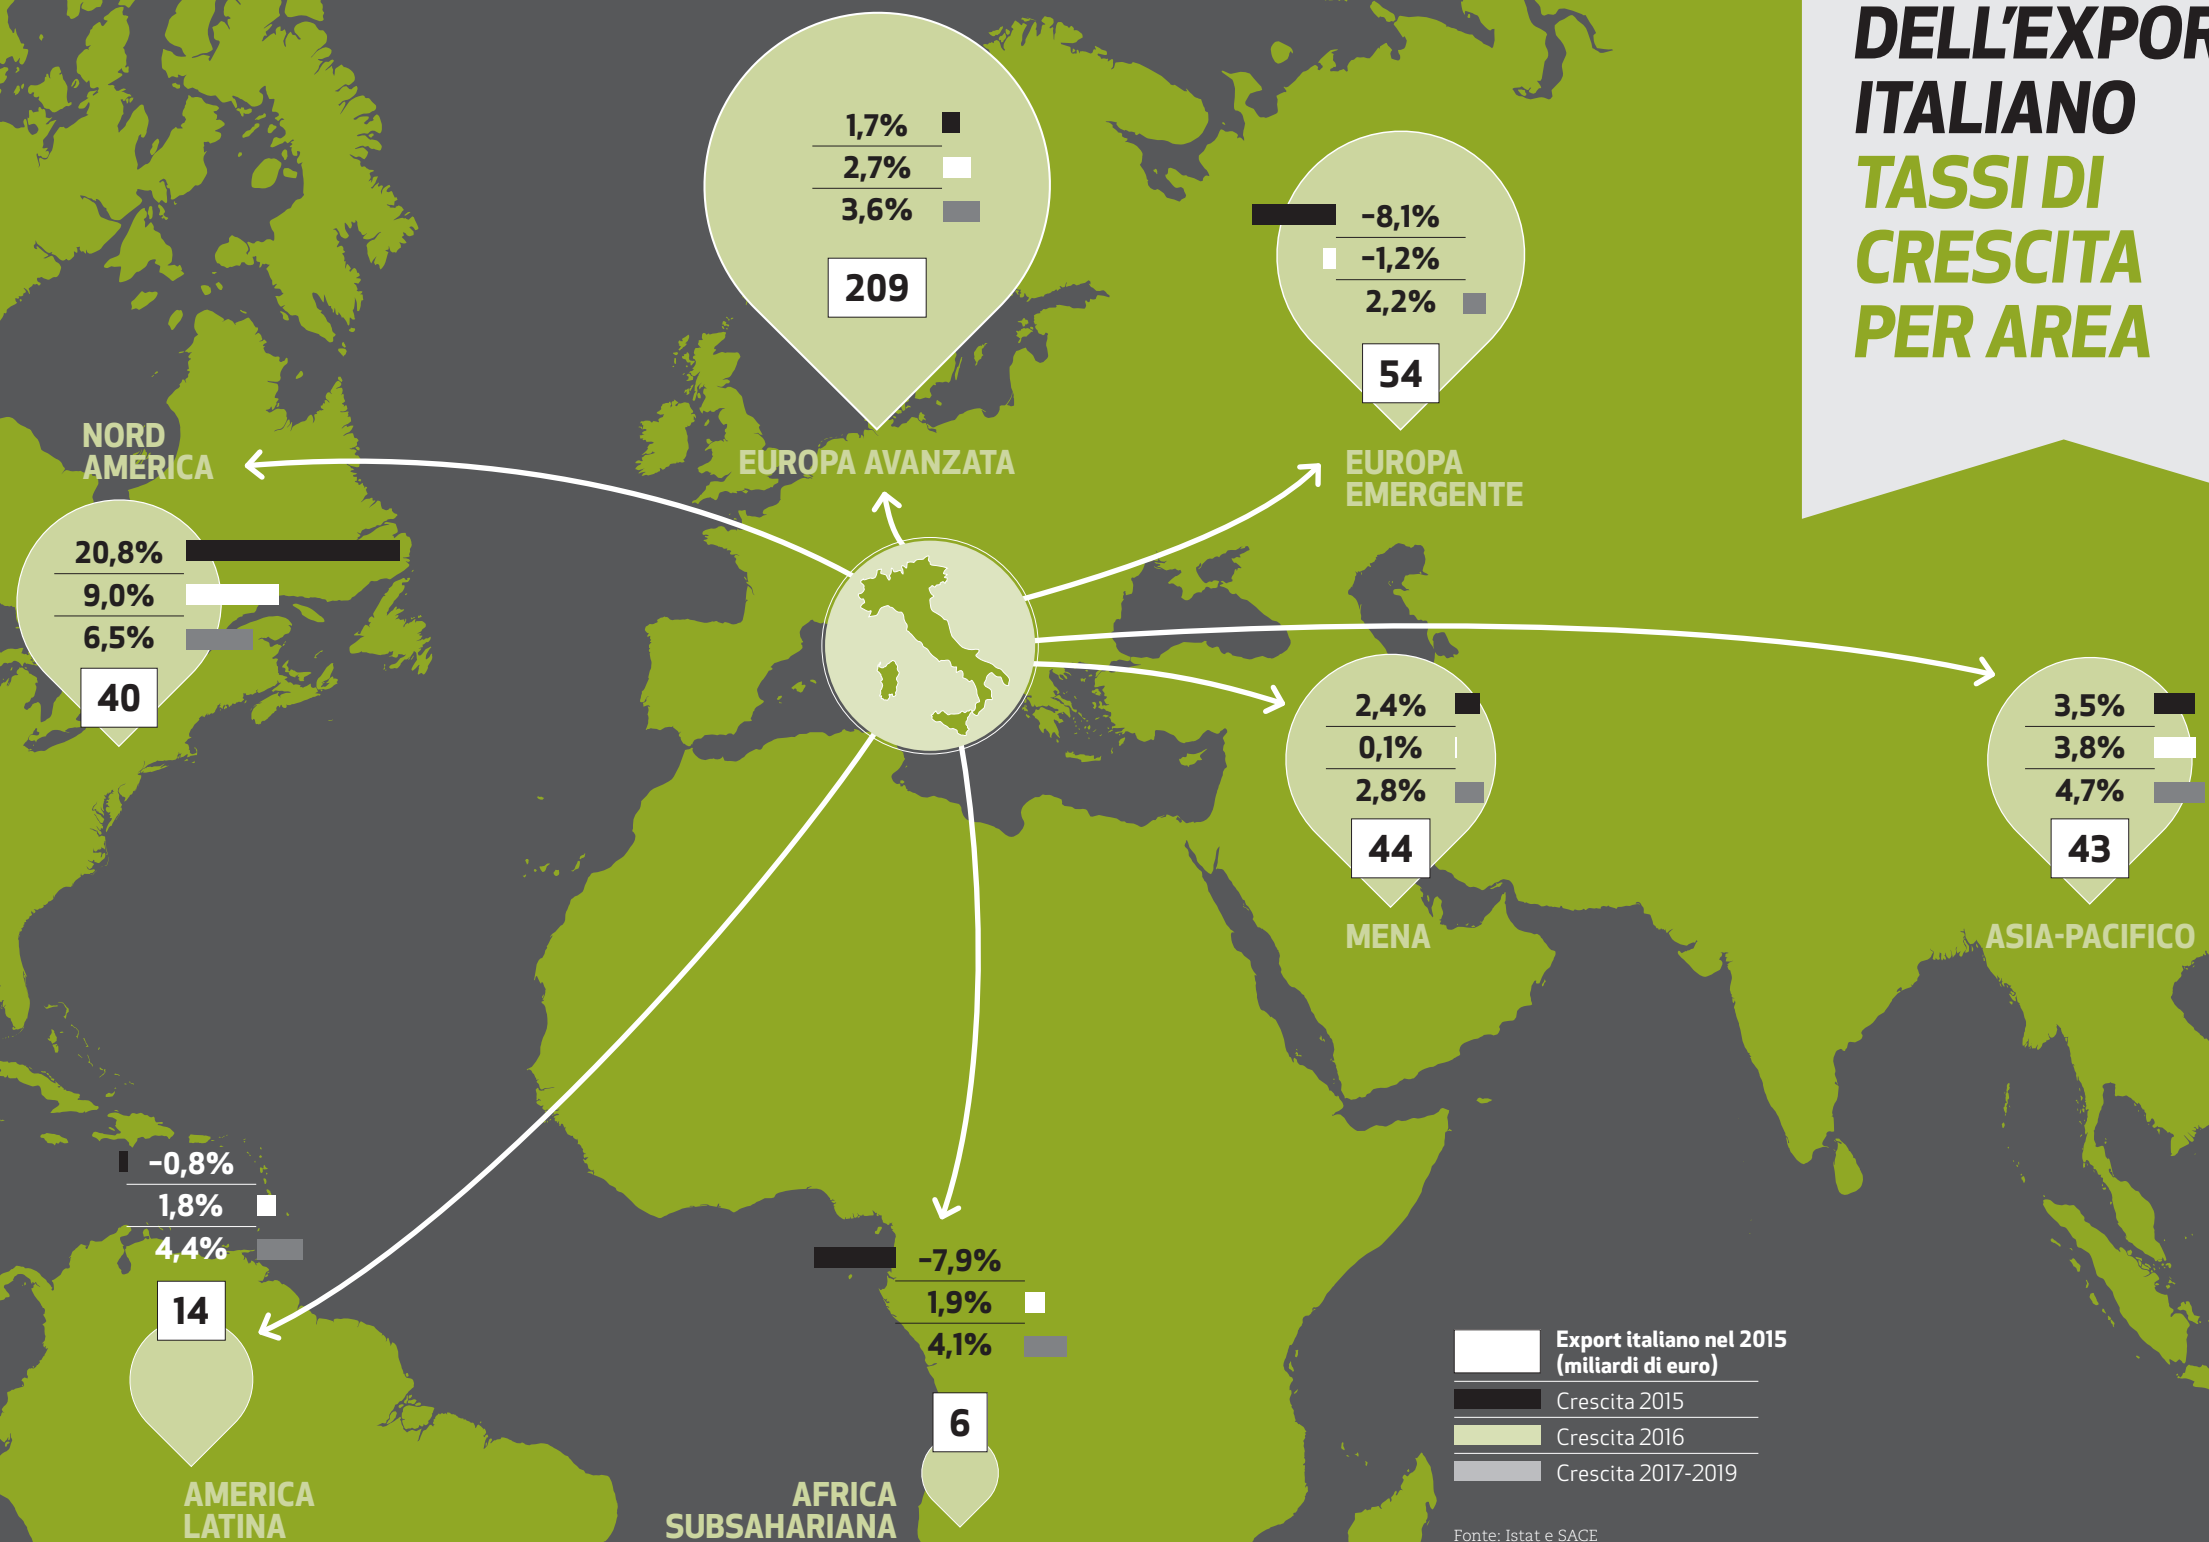 DELL'EXPOR
ITALIANO
TASSI DI
CRESCITA
PER AREA
1,7%
2,7%
3,6%
209
EUROPA AVANZATA
-8,1%
-1,2%
2,2%
54
EUROPA
EMERGENTE
NORD
AMERICA
20,8%
9,0%
6,5%
40
2,4%
0,1%
2,8%
44
MENA
3,5%
3,8%
4,7%
43
ASIA-PACIFICO
-0,8%
1,8%
4,4%
14
AMERICA
LATINA
-7,9%
1,9%
4,1%
6
AFRICA
SUBSAHARIANA
Export italiano nel 2015
(miliardi di euro)
Crescita 2015
Crescita 2016
Crescita 2017-2019
Fonte: Istat e SACE